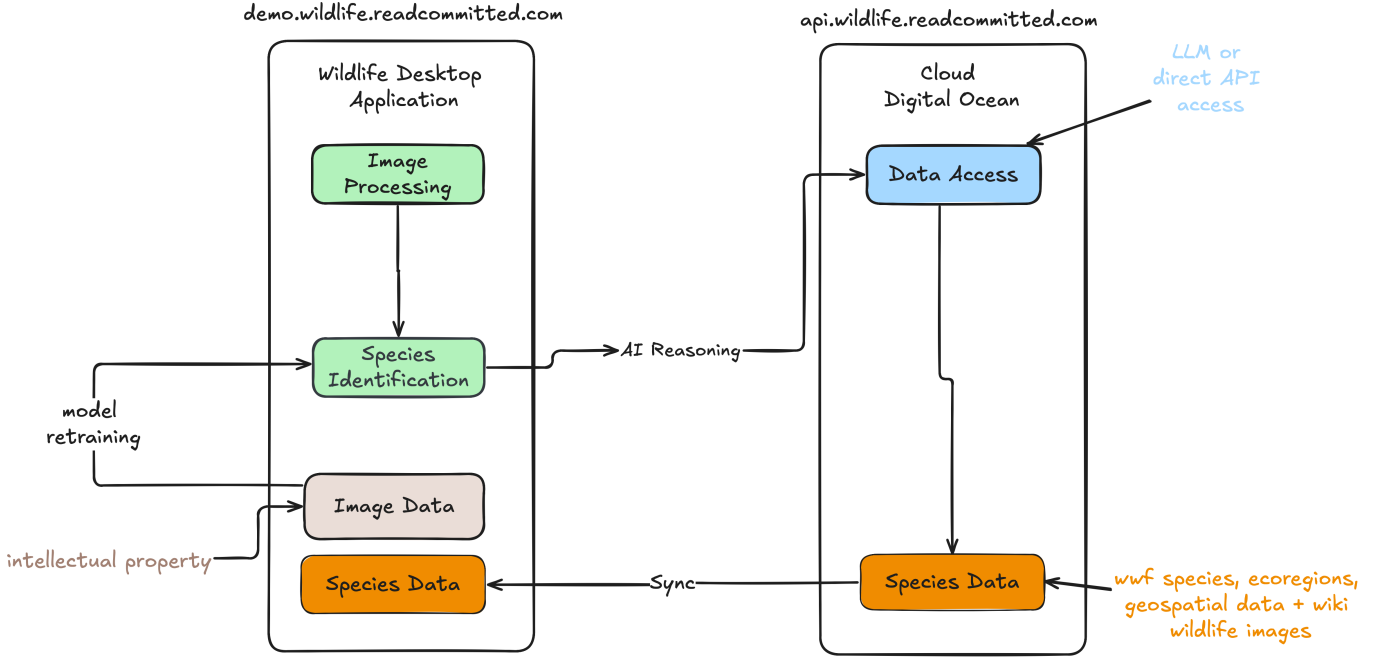 demo.wildlife.readcommitted.com
Wildlife Desktop
Application
Image
Processing
Species
Identification
model
retraining
Image Data
intellectual property
Species Data
AI Reasoning
Sync
api.wildlife.readcommitted.com
Cloud
Digital Ocean
LLM or
direct API
access
Data Access
Species Data
wwf species, ecoregions,
geospatial data + wiki
wildlife images